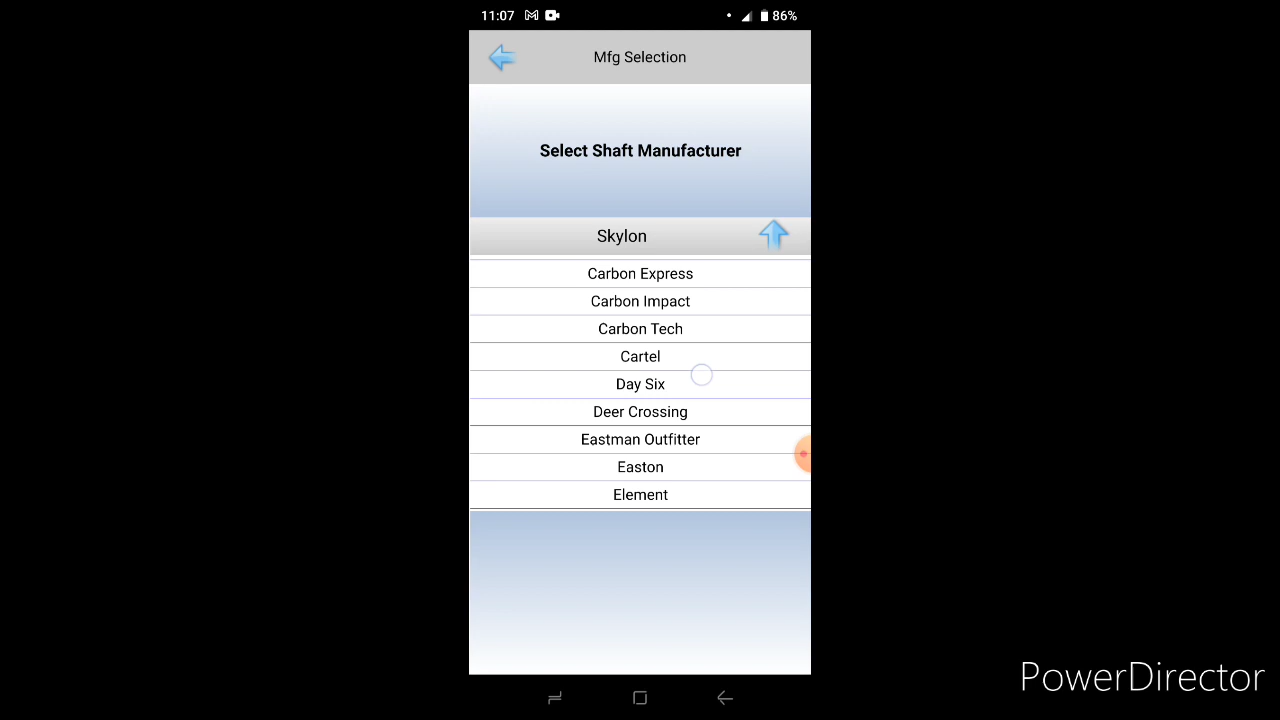 11:07
86%
Mfg Selection
Select Shaft Manufacturer
Skylon
Carbon Express
Carbon Impact
Carbon Tech
Cartel
Day Six
Deer Crossing
Eastman Outfitter
Easton
Element
PowerDirector